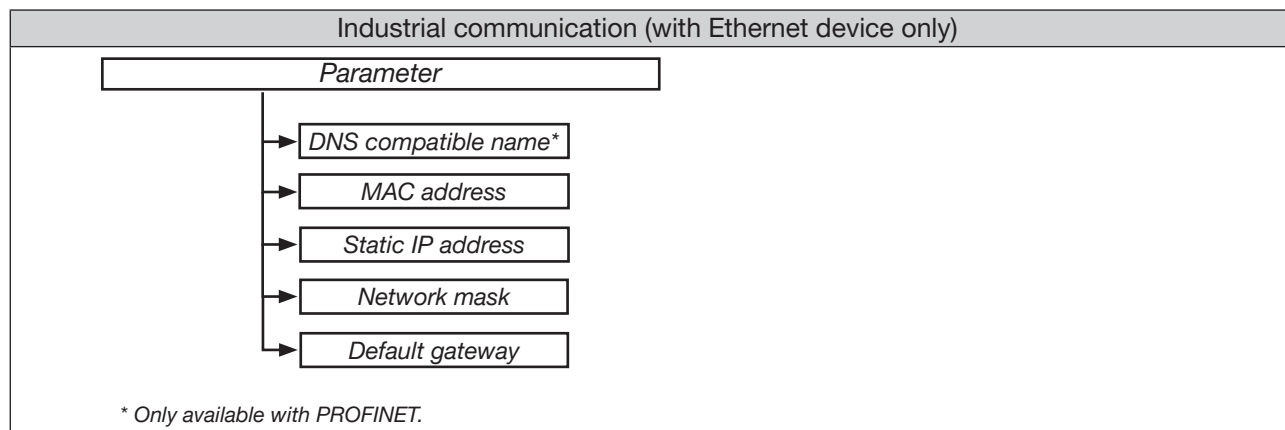 Industrial communication (with Ethernet device only)
Parameter
DNS compatible name*
MAC address
Static IP address
Network mask
Default gateway
* Only available with PROFINET.